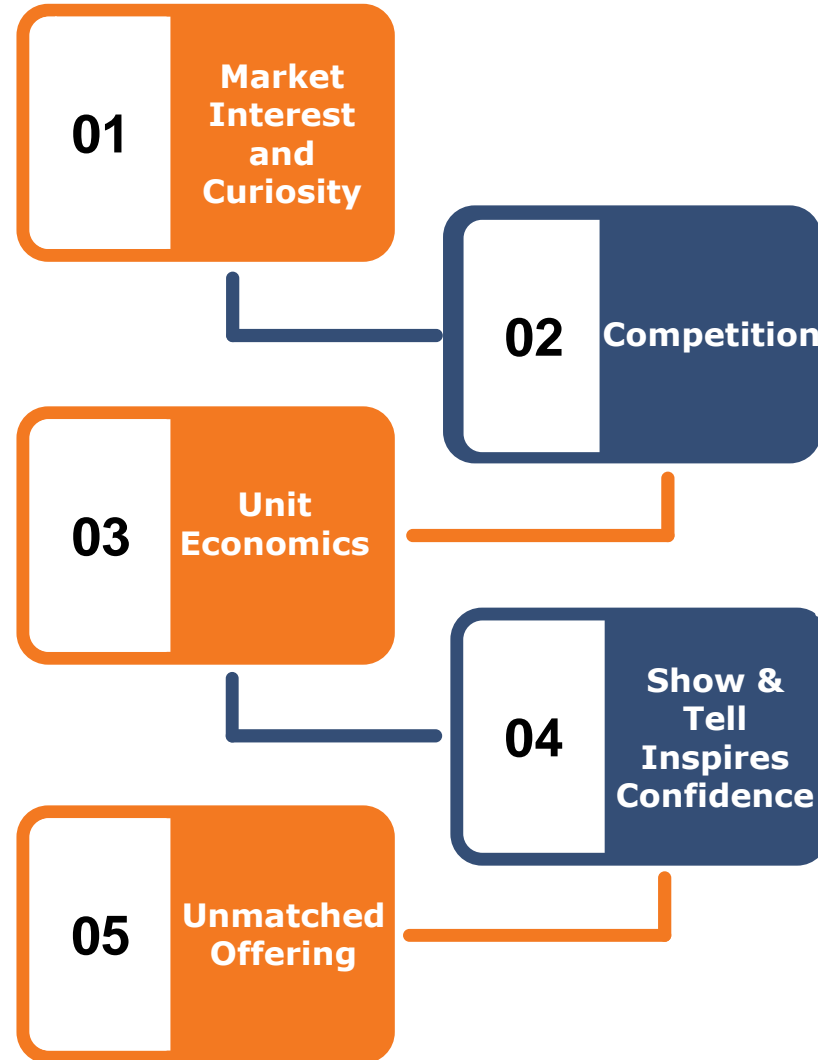 01
Market
Interest
and
Curiosity
02
Competition
03
Unit
Economics
04
Show &
Tell
Inspires
Confidence
05
Unmatched
Offering